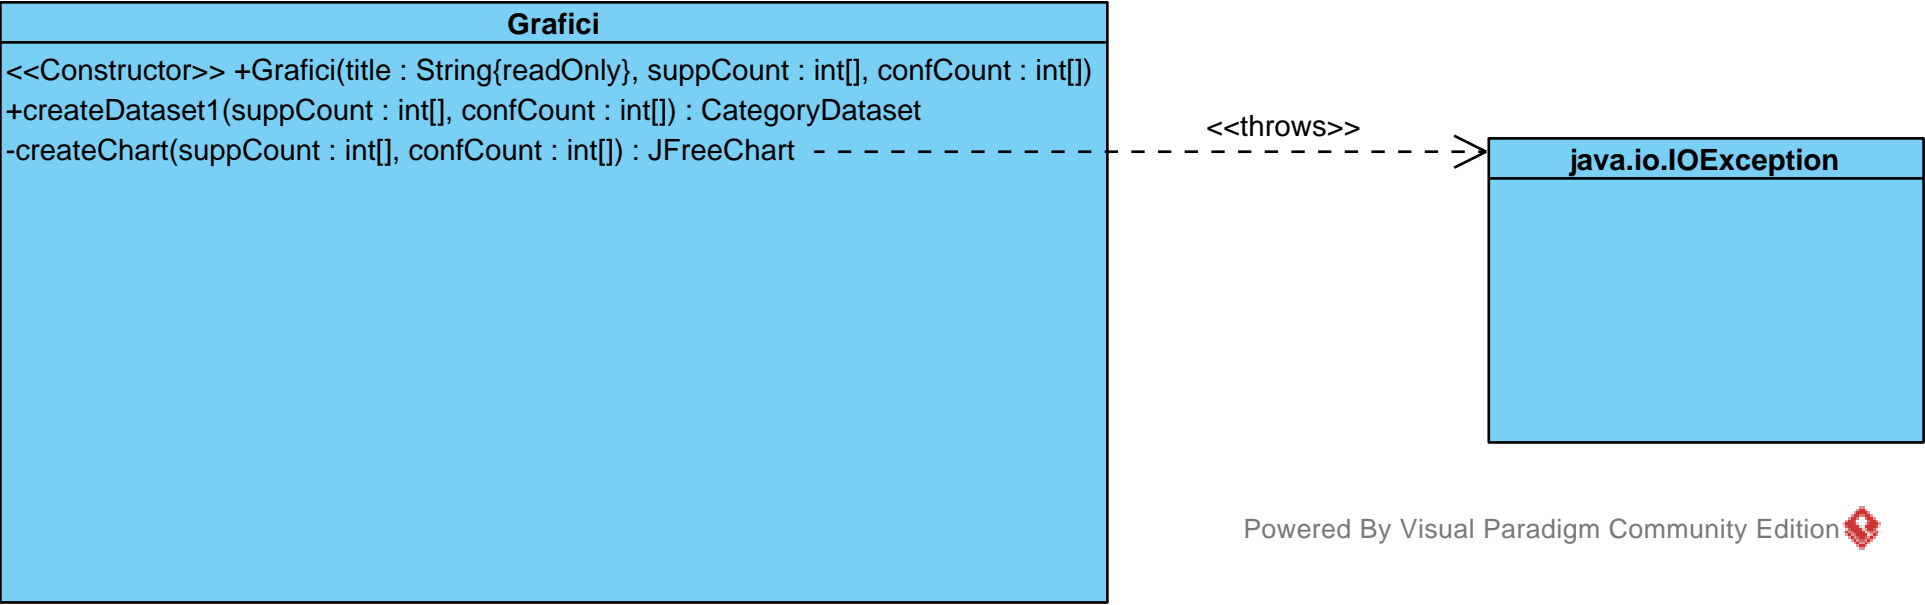 Grafici
<<Constructor>> +Grafici(title : String{readOnly}, suppCount : int[], confCount : int[])
+createDataset1(suppCount : int[], confCount : int[]) : CategoryDataset
-createChart(suppCount : int[], confCount : int[]) : JFreeChart
<<throws>>
java.io.IOException
Powered By Visual Paradigm Community Edition